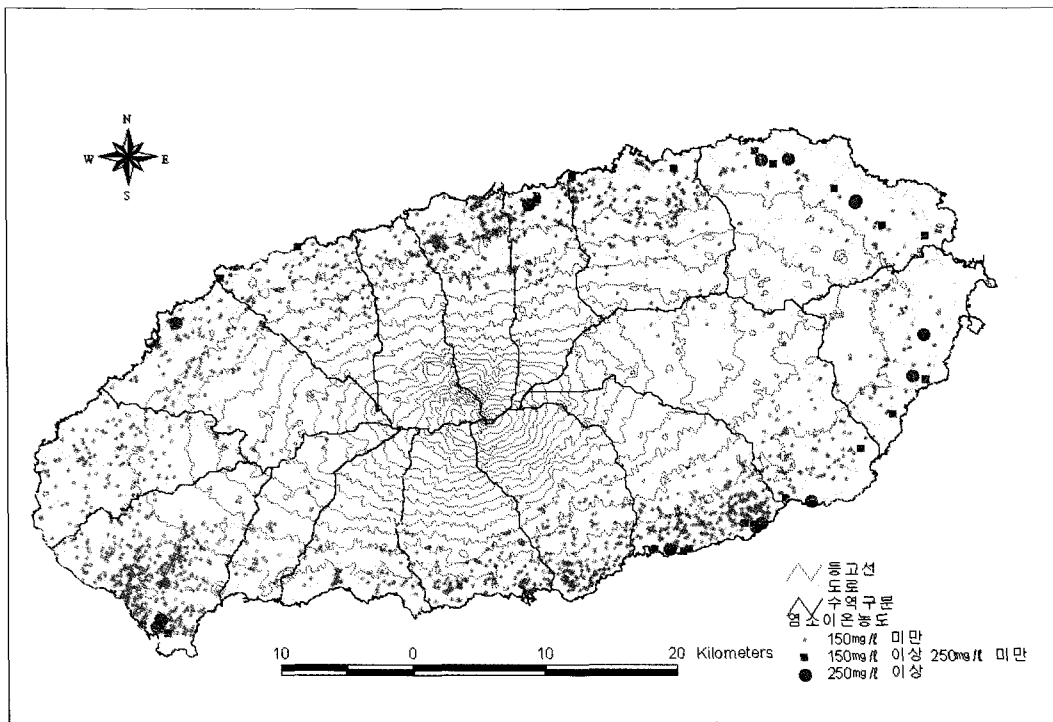 N
W E
S
등고선
도로
수역구분
염소이온농도
150㎎/ℓ 미만
150㎎/ℓ 이상 250㎎/ℓ 미만
250㎎/ℓ 이상
10 0 10 20 Kilometers